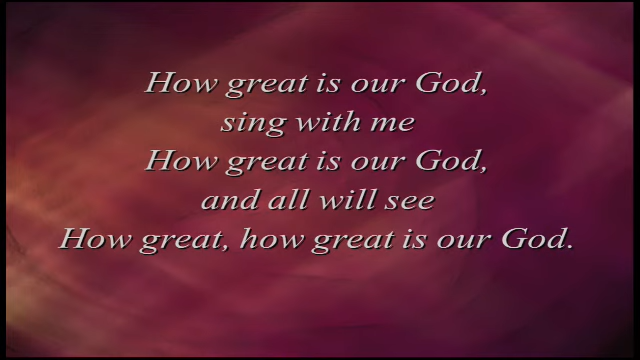 How great is our God,
sing with me
How great is our God,
and all will see
How great, how great is our God.